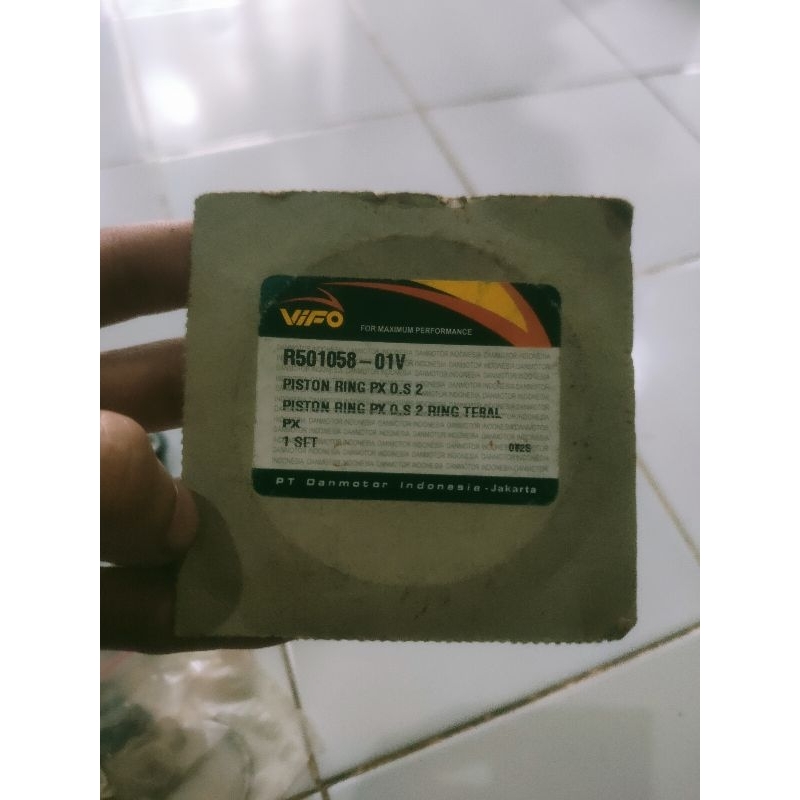 ViFO
FOR MAXIMUM PERFORMANCE
R501058-01V
PISTON RING PX O.S 2
PISTON RING PX O.S 2 RING TEBAL
PX
1 SET
PT Danmotor Indonesia - Jakarta